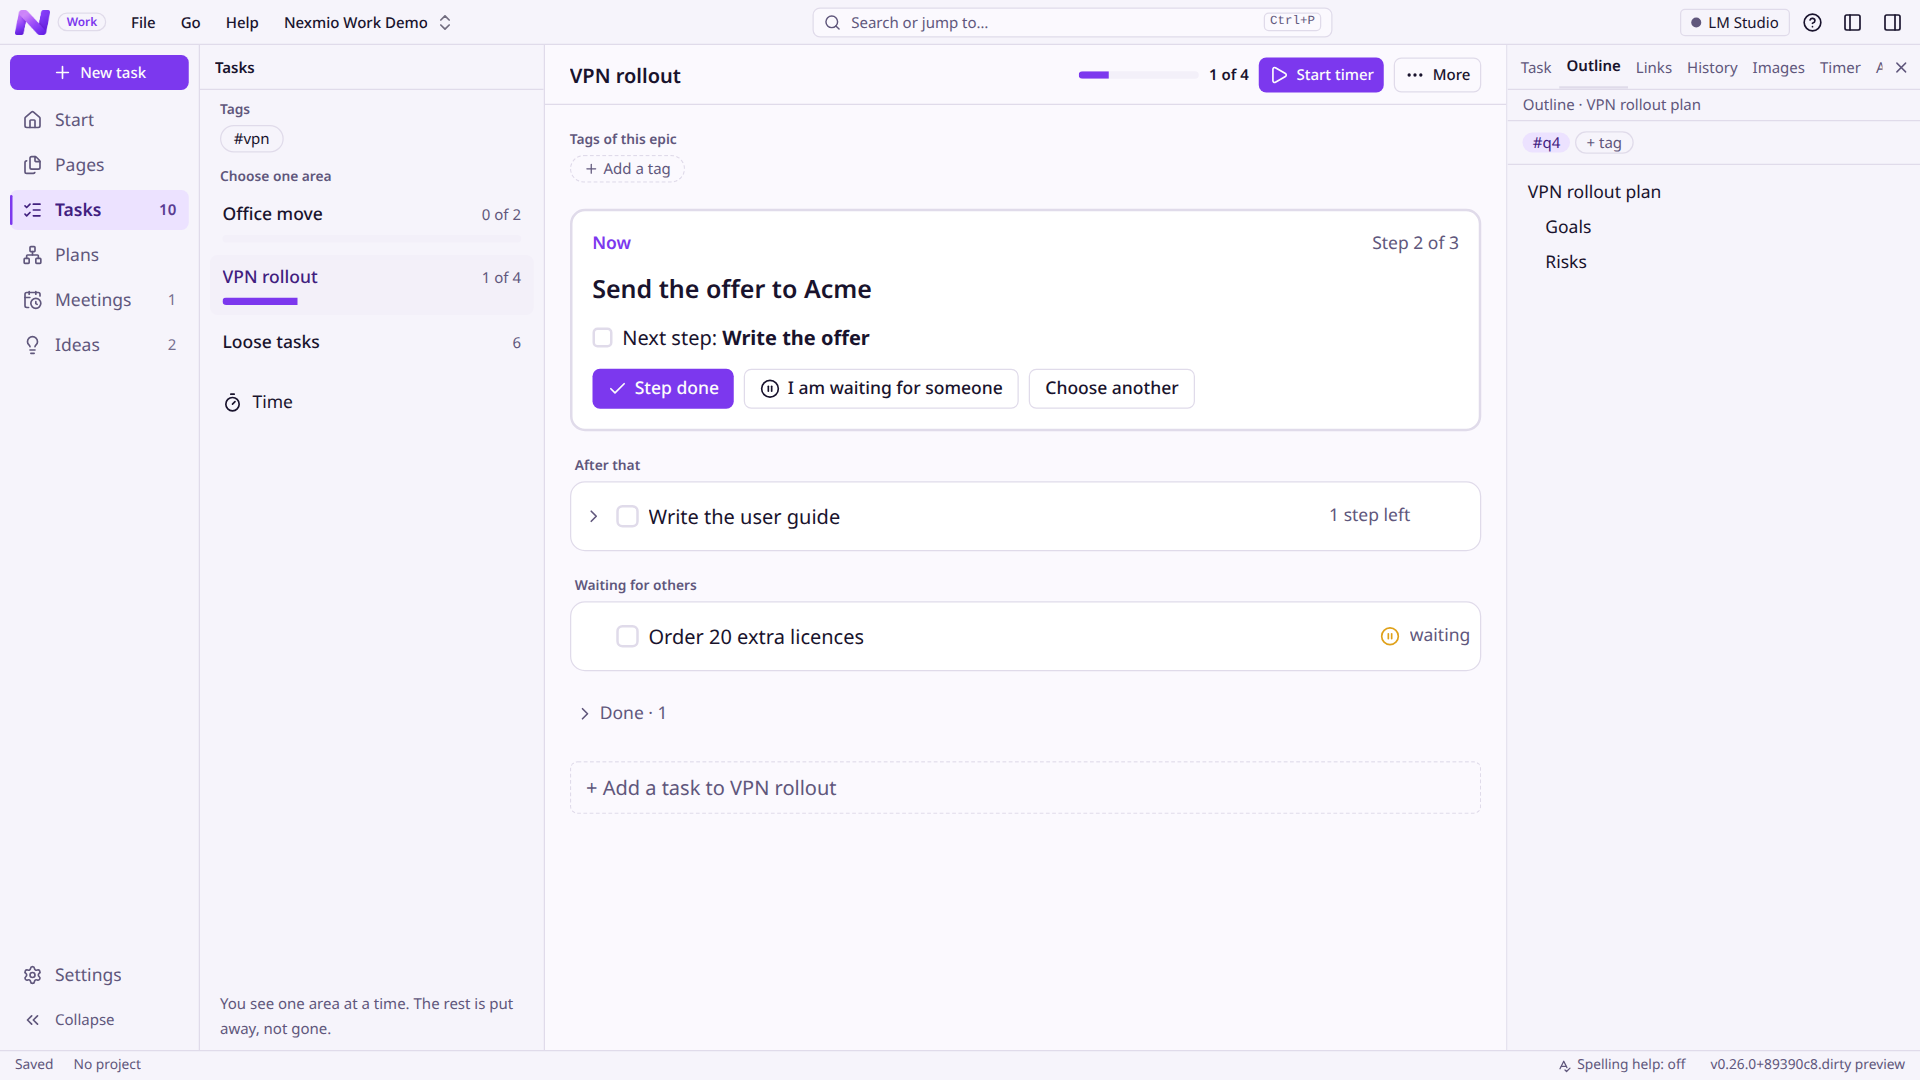 Work
File
Go
Help
Nexmio Work Demo
Search or jump to...
Ctrl+P
LM Studio
New task
Start
Pages
Tasks 10
Plans
Meetings 1
Ideas 2
Settings
Collapse
Tasks
Tags
#vpn
Choose one area
Office move 0 of 2
VPN rollout 1 of 4
Loose tasks 6
Time
You see one area at a time. The rest is put
away, not gone.
VPN rollout
1 of 4
Start timer
More
Tags of this epic
+ Add a tag
Now
Step 2 of 3
Send the offer to Acme
Next step: Write the offer
Step done
I am waiting for someone
Choose another
After that
Write the user guide
1 step left
Waiting for others
Order 20 extra licences
waiting
Done · 1
+ Add a task to VPN rollout
Task
Outline
Links
History
Images
Timer
Outline · VPN rollout plan
#q4
+ tag
VPN rollout plan
Goals
Risks
Saved
No project
Spelling help: off
v0.26.0+89390c8.dirty preview